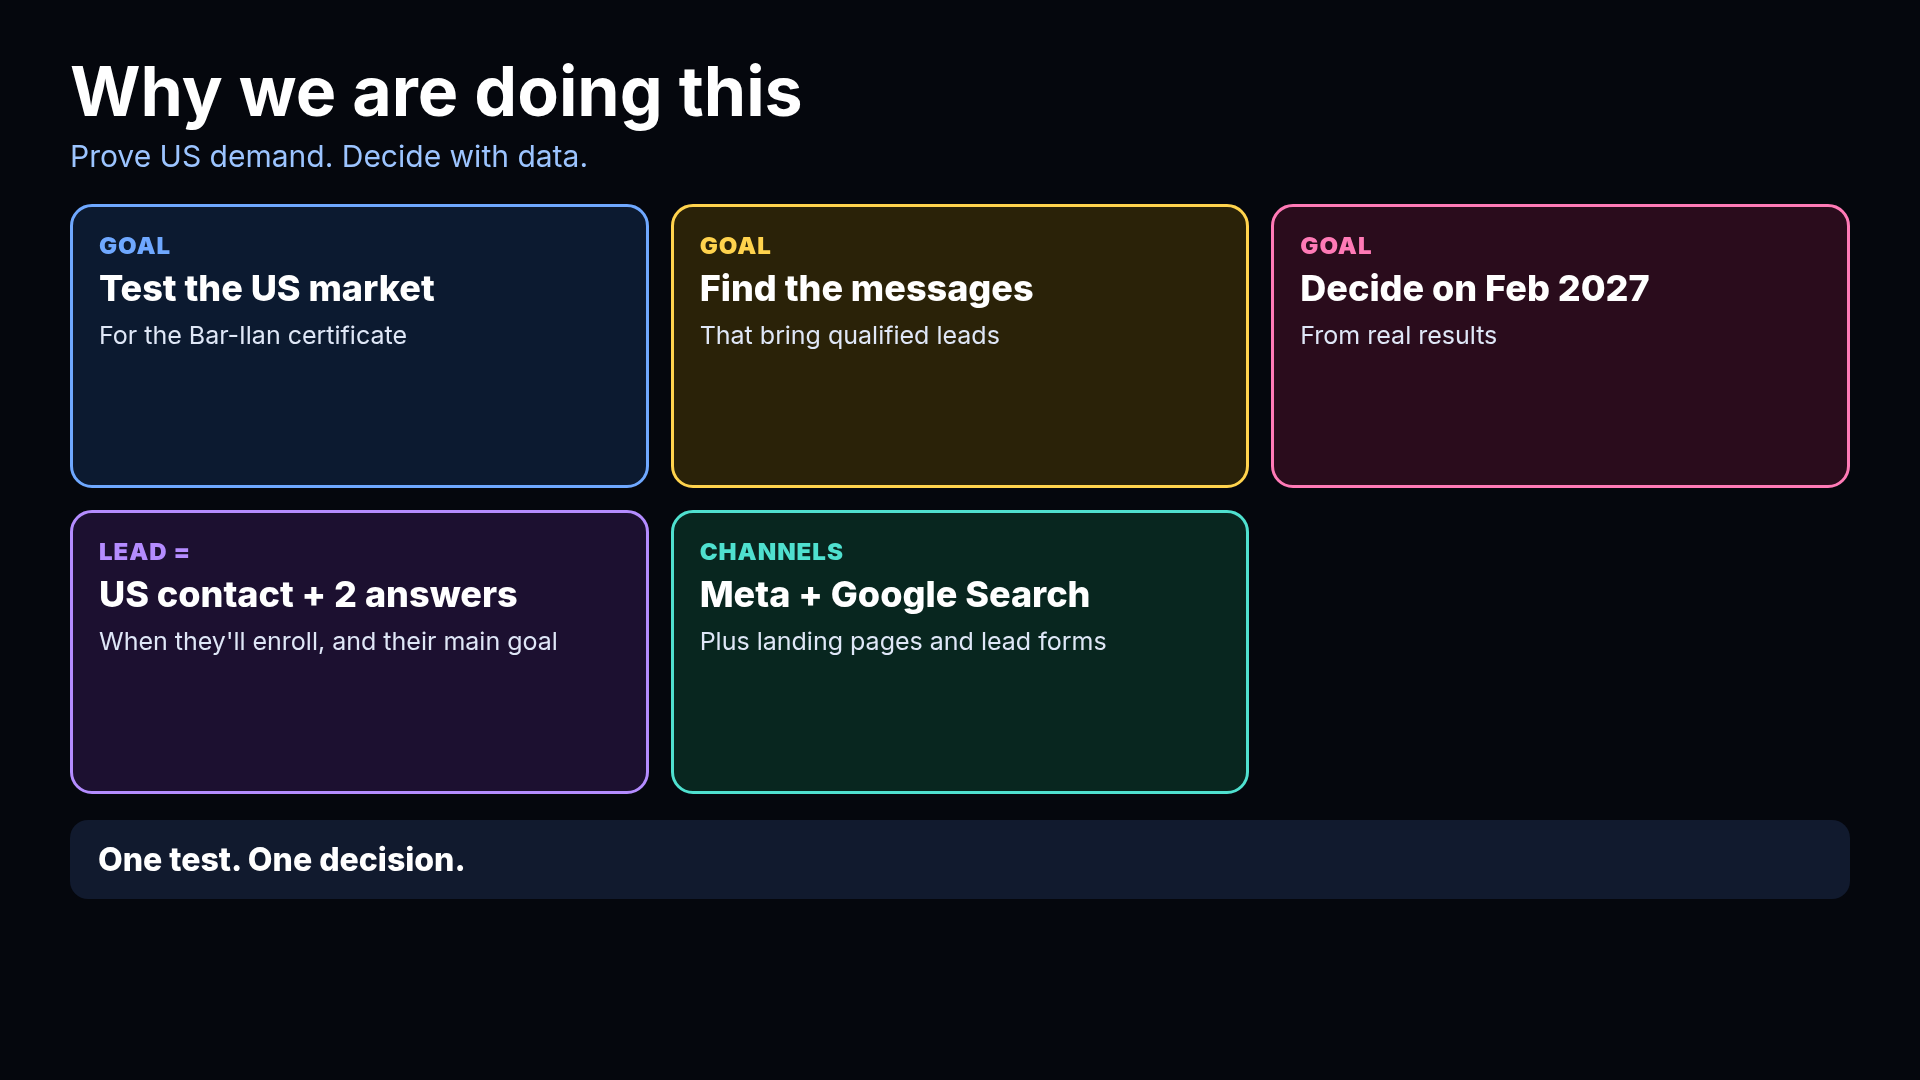 Why we are doing this
Prove US demand. Decide with data.
GOAL
Test the US market
For the Bar-Ilan certificate
GOAL
Find the messages
That bring qualified leads
GOAL
Decide on Feb 2027
From real results
LEAD =
US contact + 2 answers
When they'll enroll, and their main goal
CHANNELS
Meta + Google Search
Plus landing pages and lead forms
One test. One decision.